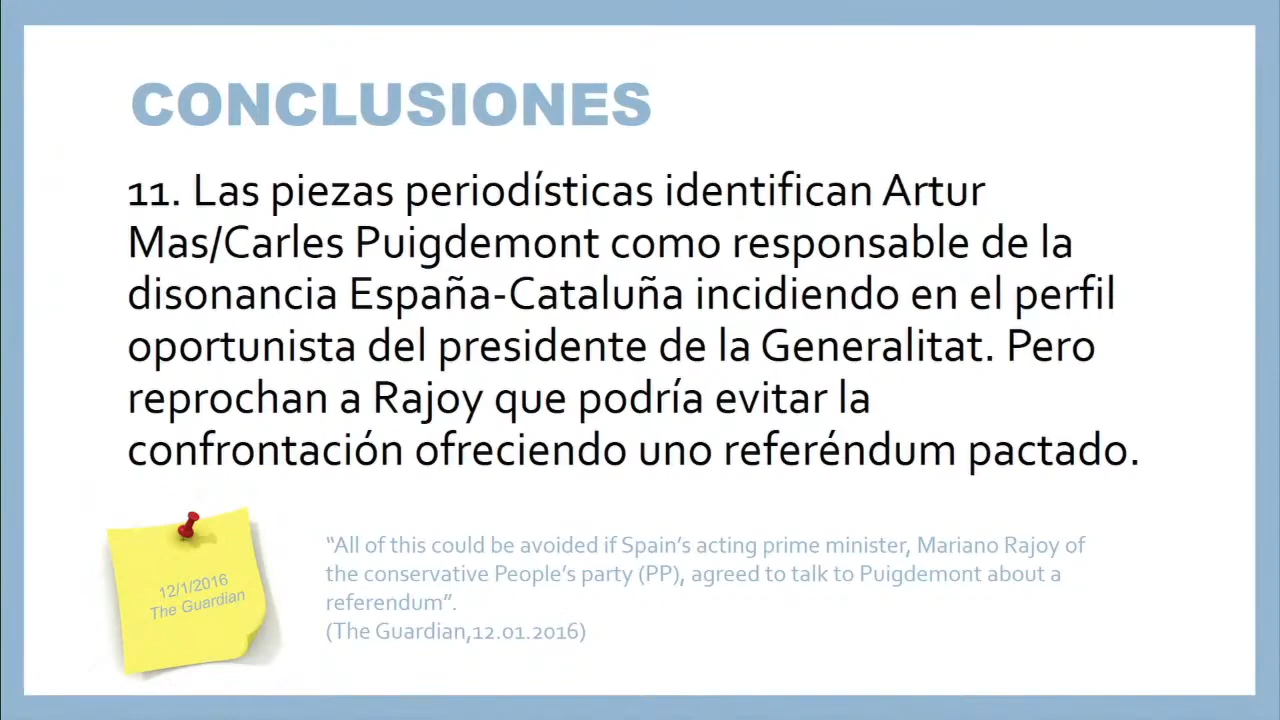 CONCLUSIONES
11. Las piezas periodísticas identifican Artur
Mas/Carles Puigdemont como responsable de la
disonancia España-Cataluña incidiendo en el perfil
oportunista del presidente de la Generalitat. Pero
reprochan a Rajoy que podría evitar la
confrontación ofreciendo uno referéndum pactado.
12/1/2016
The Guardian
“All of this could be avoided if Spain’s acting prime minister, Mariano Rajoy of
the conservative People’s party (PP), agreed to talk to Puigdemont about a
referendum”.
(The Guardian,12.01.2016)